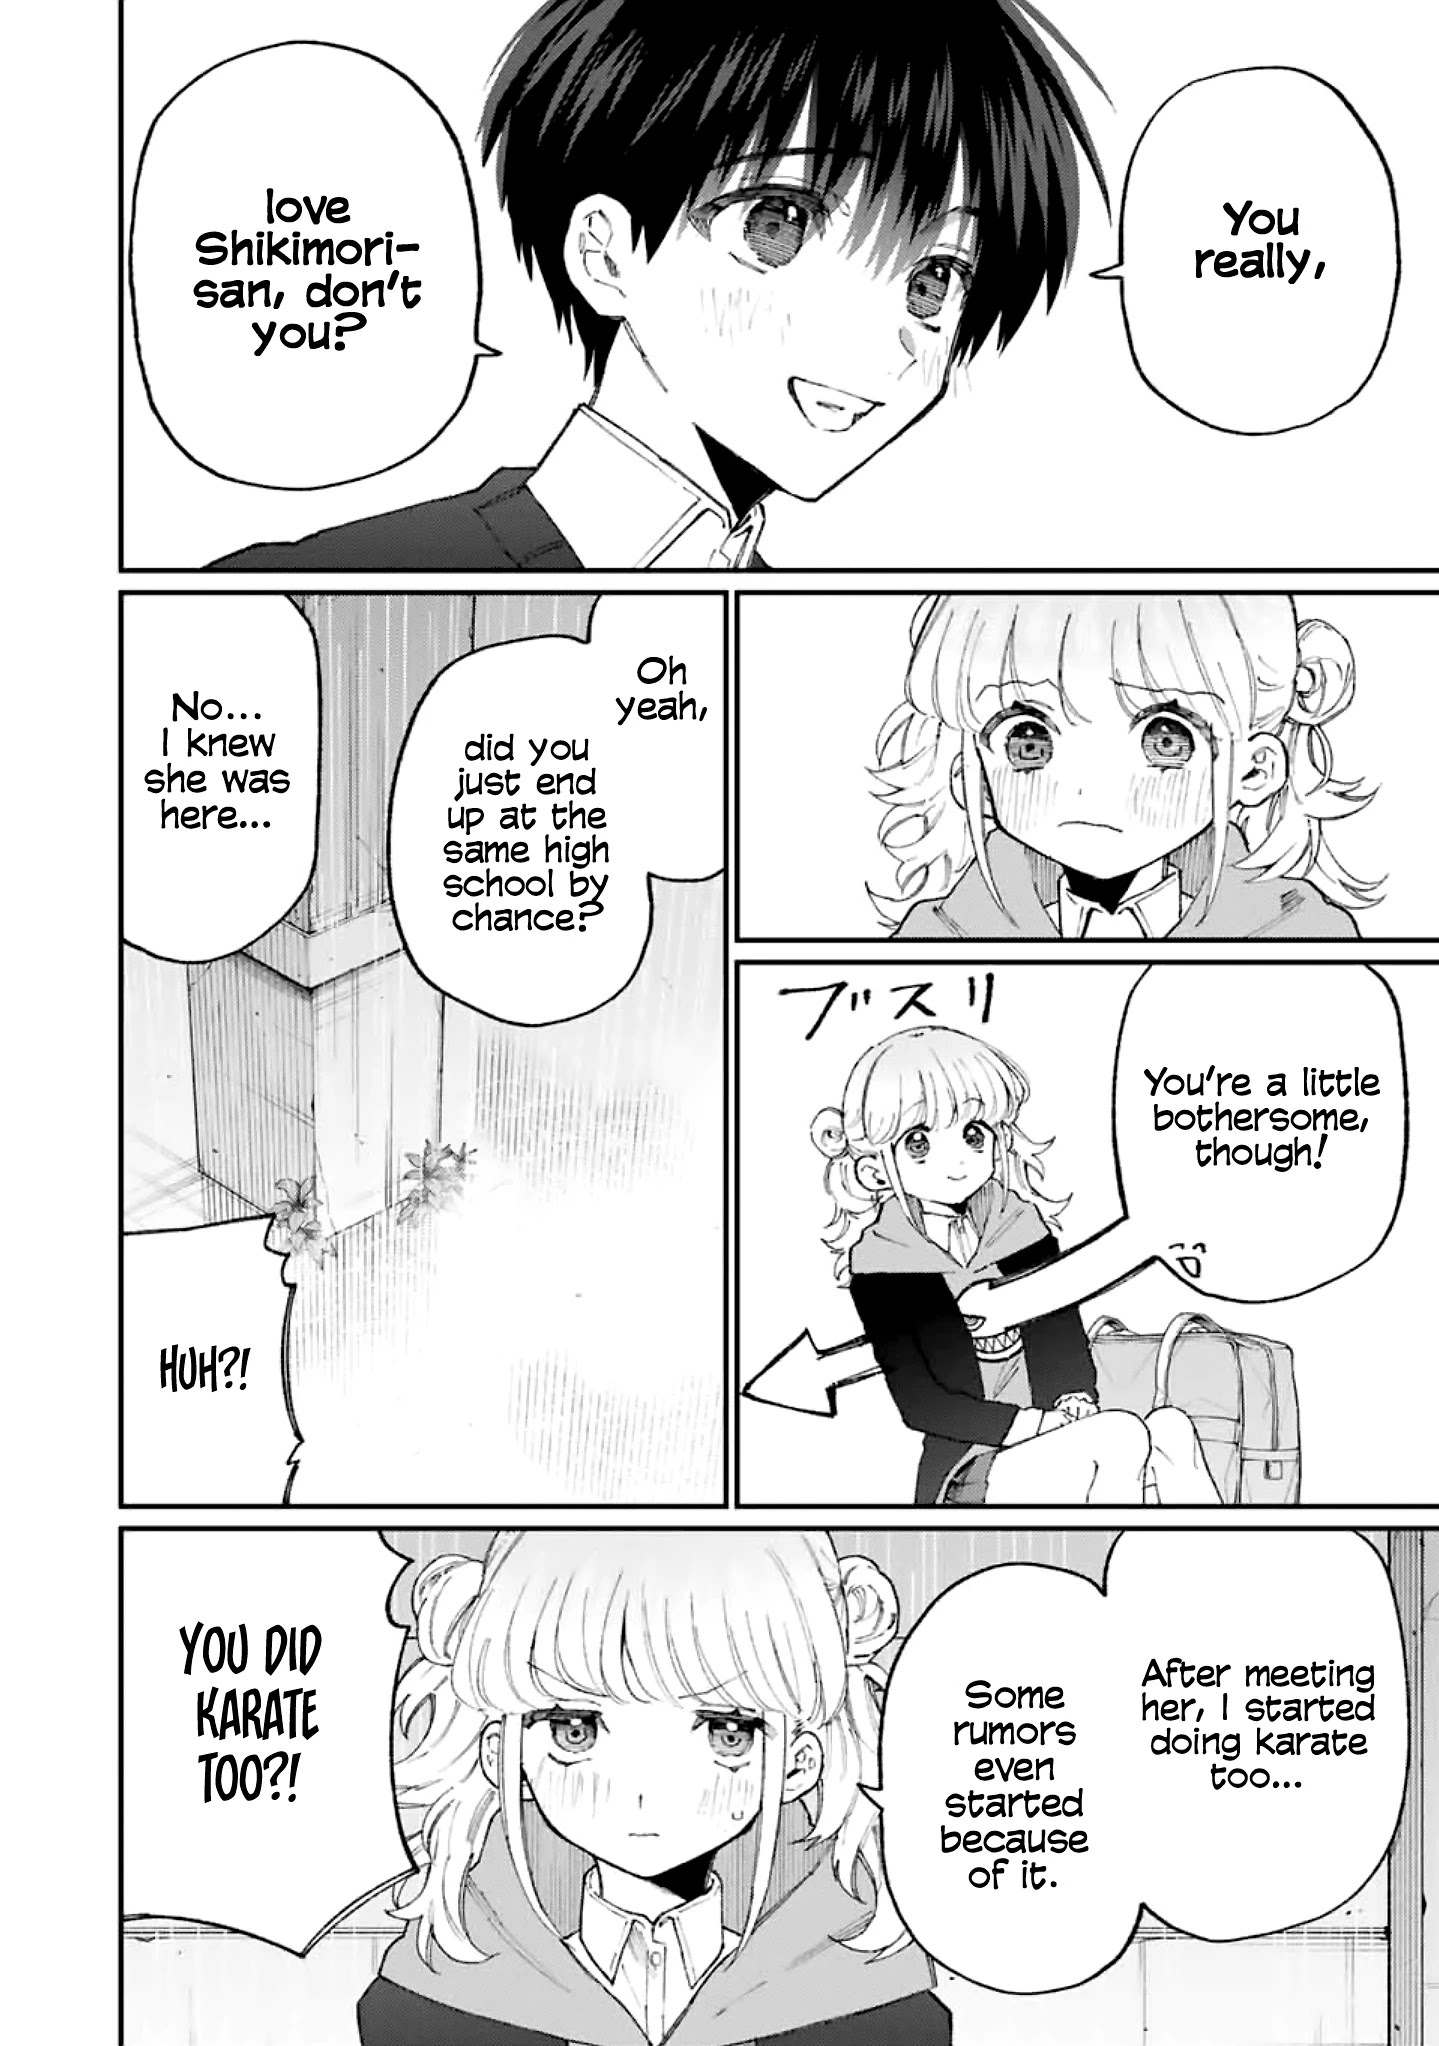 You
really,
love
Shikimori-
san, don't
you?
ブスリ
You're a little
bothersome,
though!
Oh
yeah,
did you
just end
up at the
same high
school by
chance?
No...
I knew
she was
here...
HUH?!
After meeting
her, I started
doing karate
too...
Some
rumors
even
started
because
of it.
YOU DID
KARATE
TOO?!